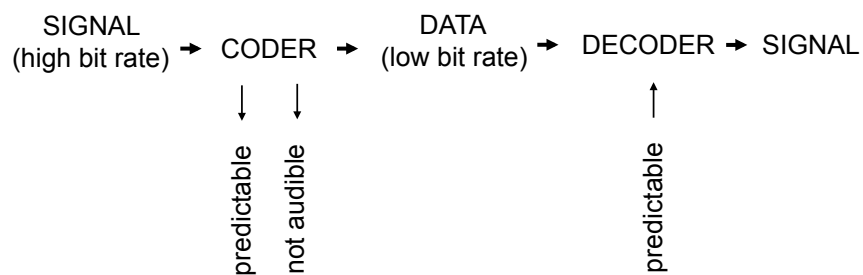 SIGNAL
(high bit rate)
CODER
DATA
(low bit rate)
DECODER
SIGNAL
predictable
not audible
predictable